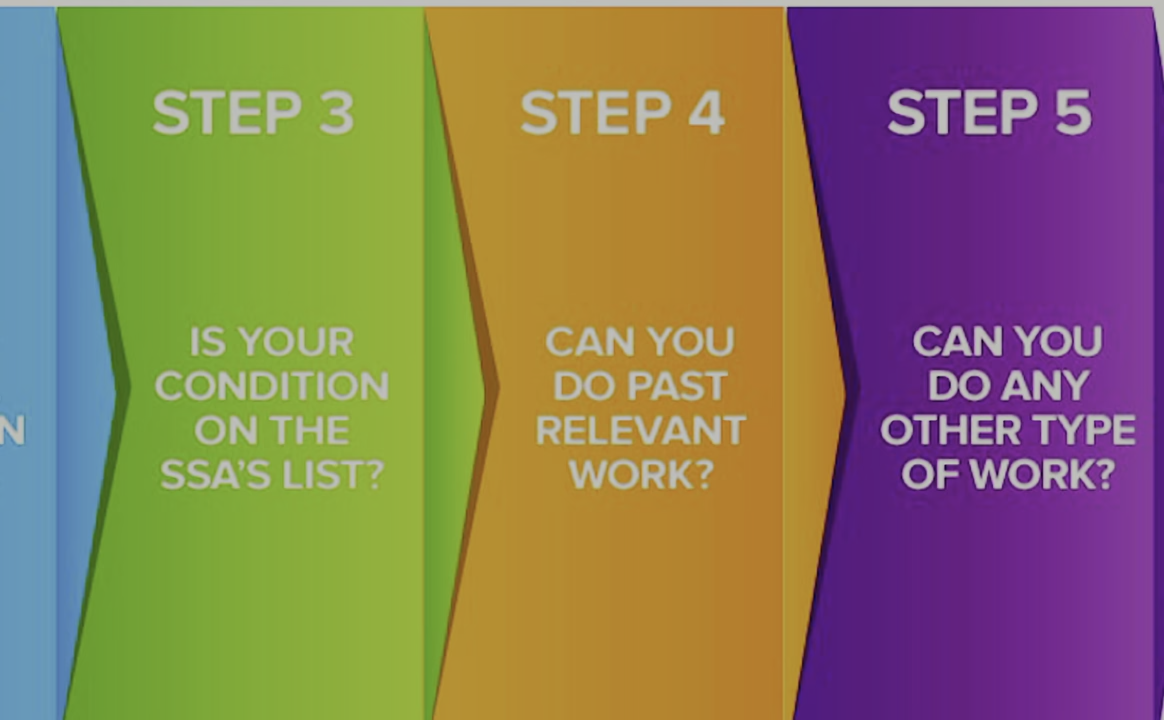 N
STEP 3
IS YOUR
CONDITION
ON THE
SSA'S LIST?
STEP 4
CAN YOU
DO PAST
RELEVANT
WORK?
STEP 5
CAN YOU
DO ANY
OTHER TYPE
OF WORK?